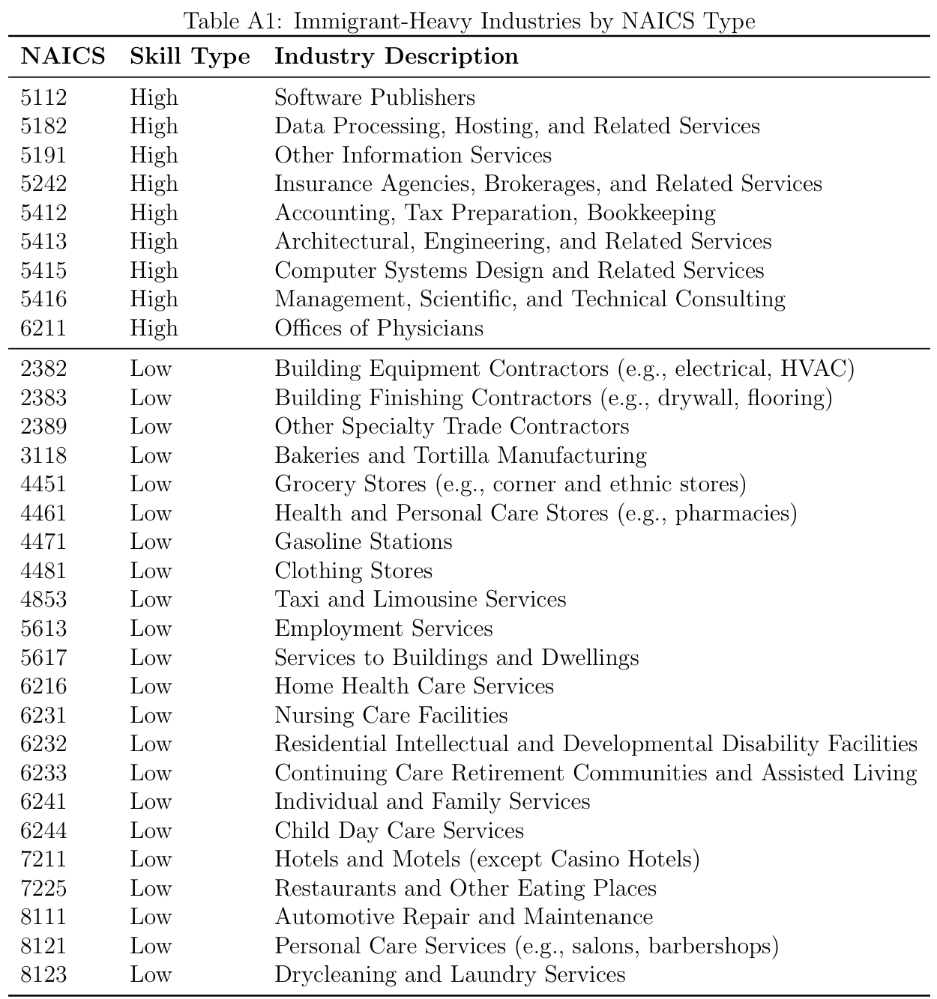 Table A1: Immigrant-Heavy Industries by NAICS Type
NAICS Skill Type Industry Description
5112 High Software Publishers
5182 High Data Processing, Hosting, and Related Services
5191 High Other Information Services
5242 High Insurance Agencies, Brokerages, and Related Services
5412 High Accounting, Tax Preparation, Bookkeeping
5413 High Architectural, Engineering, and Related Services
5415 High Computer Systems Design and Related Services
5416 High Management, Scientific, and Technical Consulting
6211 High Offices of Physicians
2382 Low Building Equipment Contractors (e.g., electrical, HVAC)
2383 Low Building Finishing Contractors (e.g., drywall, flooring)
2389 Low Other Specialty Trade Contractors
3118 Low Bakeries and Tortilla Manufacturing
4451 Low Grocery Stores (e.g., corner and ethnic stores)
4461 Low Health and Personal Care Stores (e.g., pharmacies)
4471 Low Gasoline Stations
4481 Low Clothing Stores
4853 Low Taxi and Limousine Services
5613 Low Employment Services
5617 Low Services to Buildings and Dwellings
6216 Low Home Health Care Services
6231 Low Nursing Care Facilities
6232 Low Residential Intellectual and Developmental Disability Facilities
6233 Low Continuing Care Retirement Communities and Assisted Living
6241 Low Individual and Family Services
6244 Low Child Day Care Services
7211 Low Hotels and Motels (except Casino Hotels)
7225 Low Restaurants and Other Eating Places
8111 Low Automotive Repair and Maintenance
8121 Low Personal Care Services (e.g., salons, barbershops)
8123 Low Drycleaning and Laundry Services